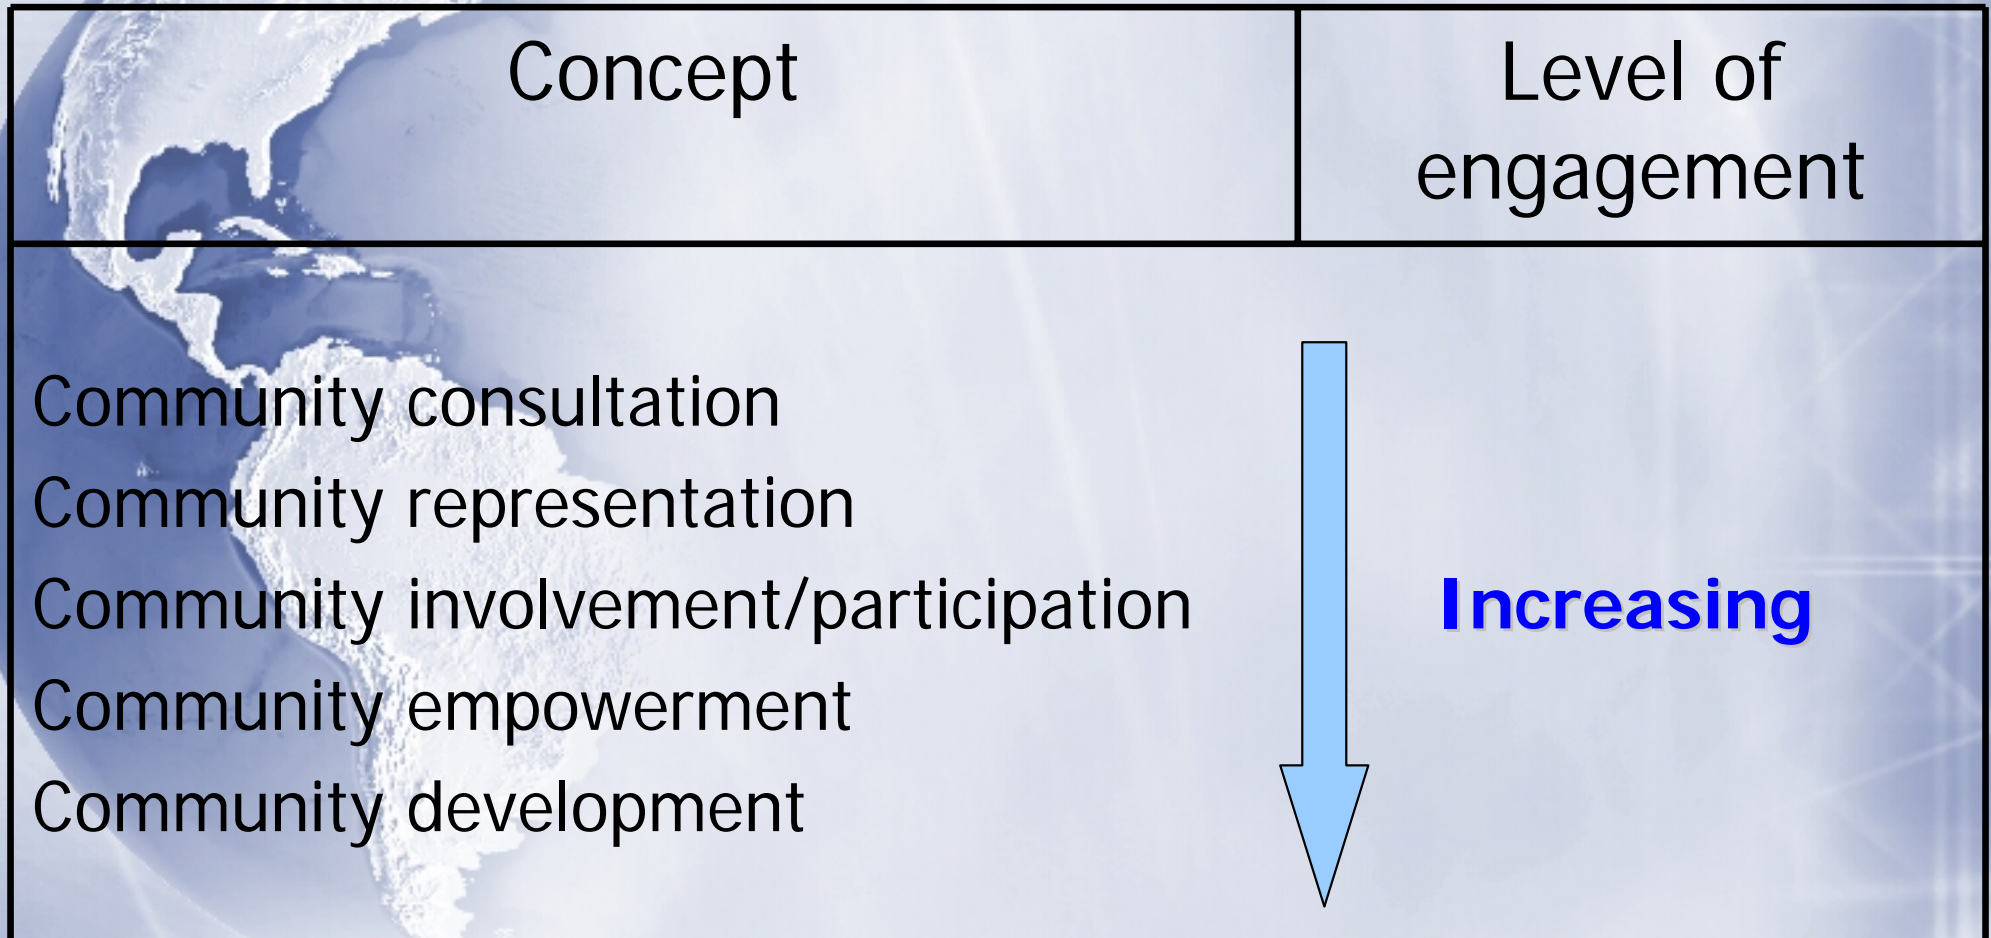 Concept
Level of
engagement
Community consultation
Community representation
Community involvement/participation
Increasing
Community empowerment
Community development